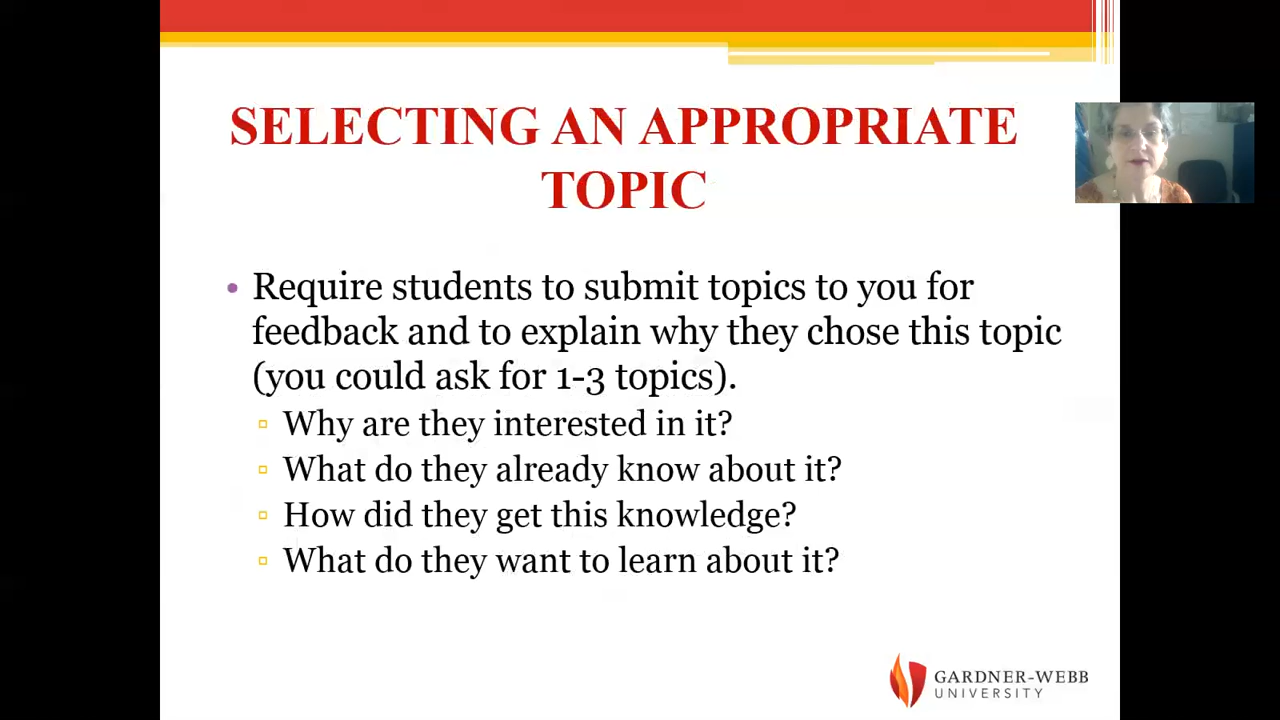 SELECTING AN APPROPRIATE
TOPIC
• Require students to submit topics to you for
feedback and to explain why they chose this topic
(you could ask for 1-3 topics).
▫ Why are they interested in it?
▫ What do they already know about it?
▫ How did they get this knowledge?
▫ What do they want to learn about it?
GARDNER-WEBB
UNIVERSITY